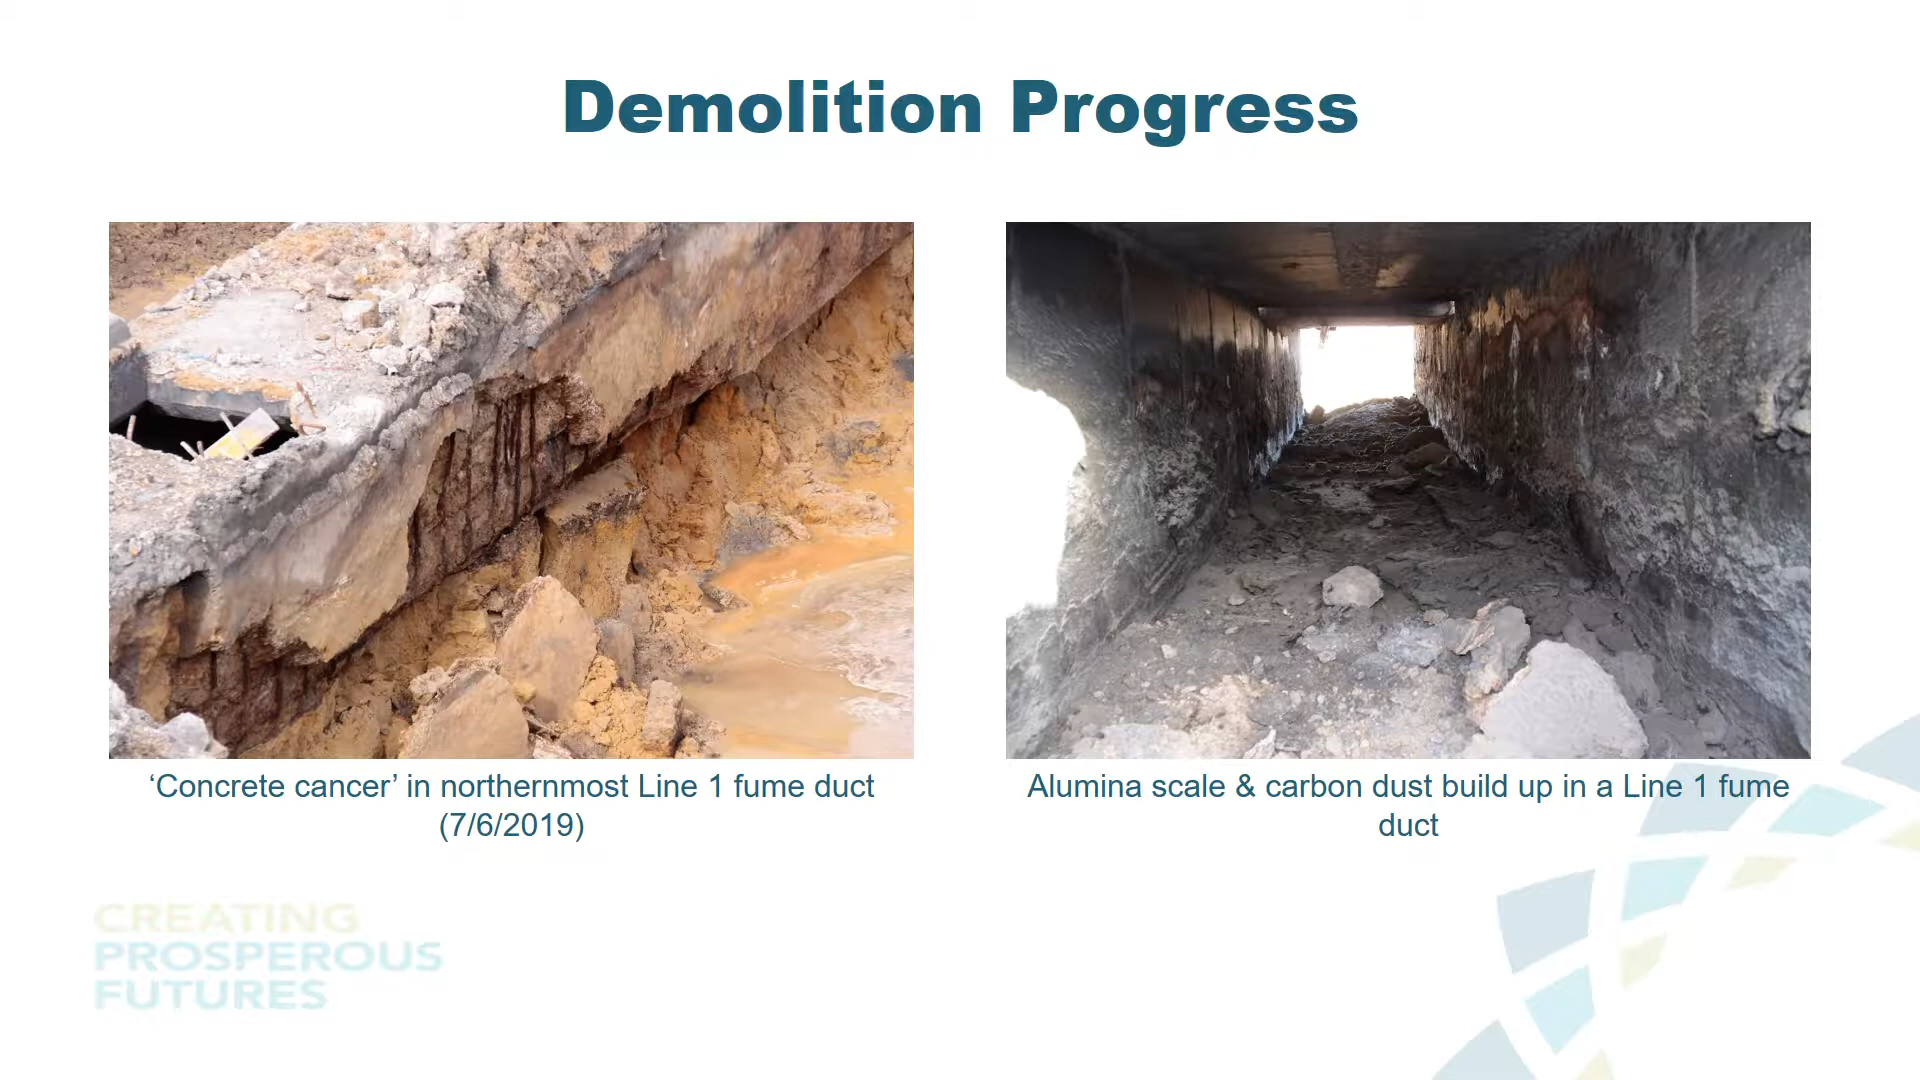 Demolition Progress
‘Concrete cancer’ in northernmost Line 1 fume duct
(7/6/2019)
Alumina scale & carbon dust build up in a Line 1 fume
duct
CREATING
PROSPEROUS
FUTURES